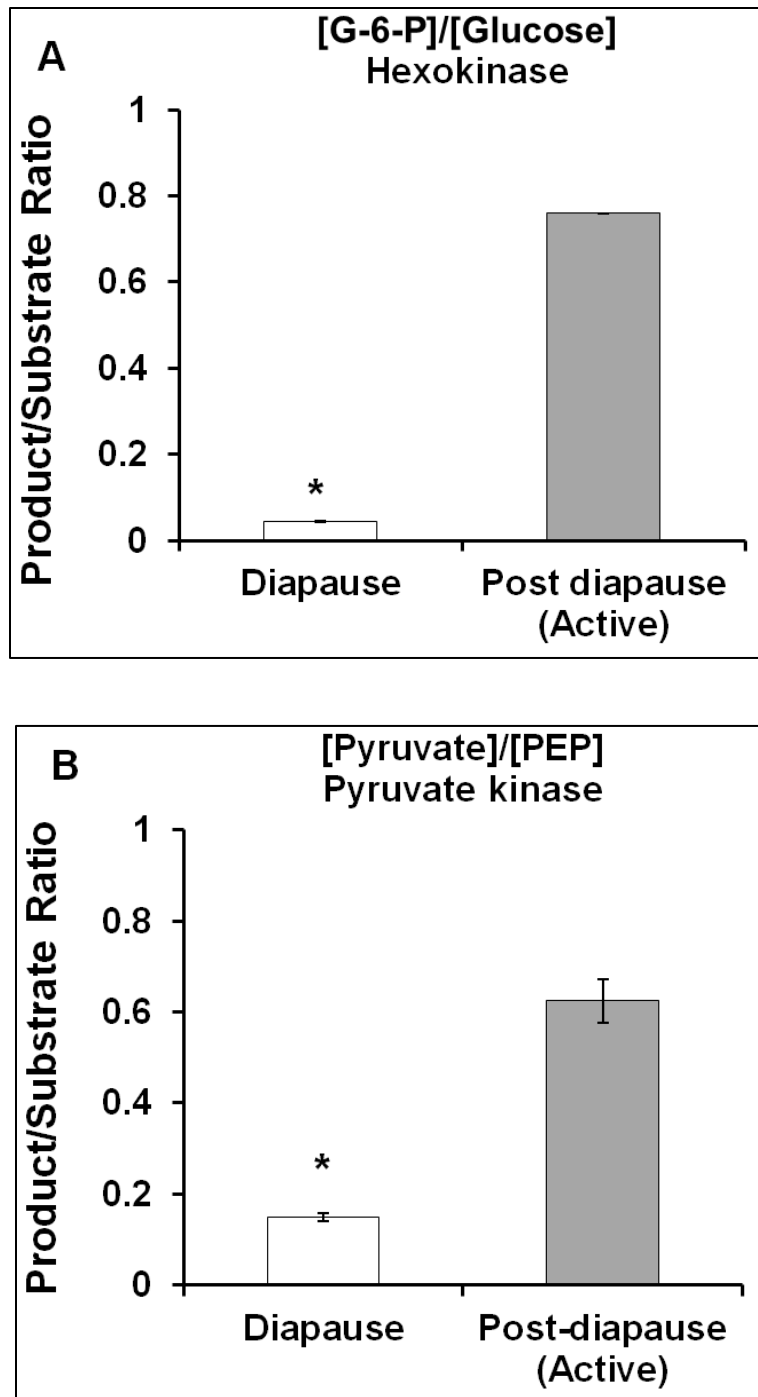 A
[G-6-P]/[Glucose]
Hexokinase
Product/Substrate Ratio
1
0.8
0.6
0.4
0.2
0
*
Diapause
Post diapause
(Active)
B
[Pyruvate]/[PEP]
Pyruvate kinase
Product/Substrate Ratio
1
0.8
0.6
0.4
0.2
0
*
Diapause
Post-diapause
(Active)